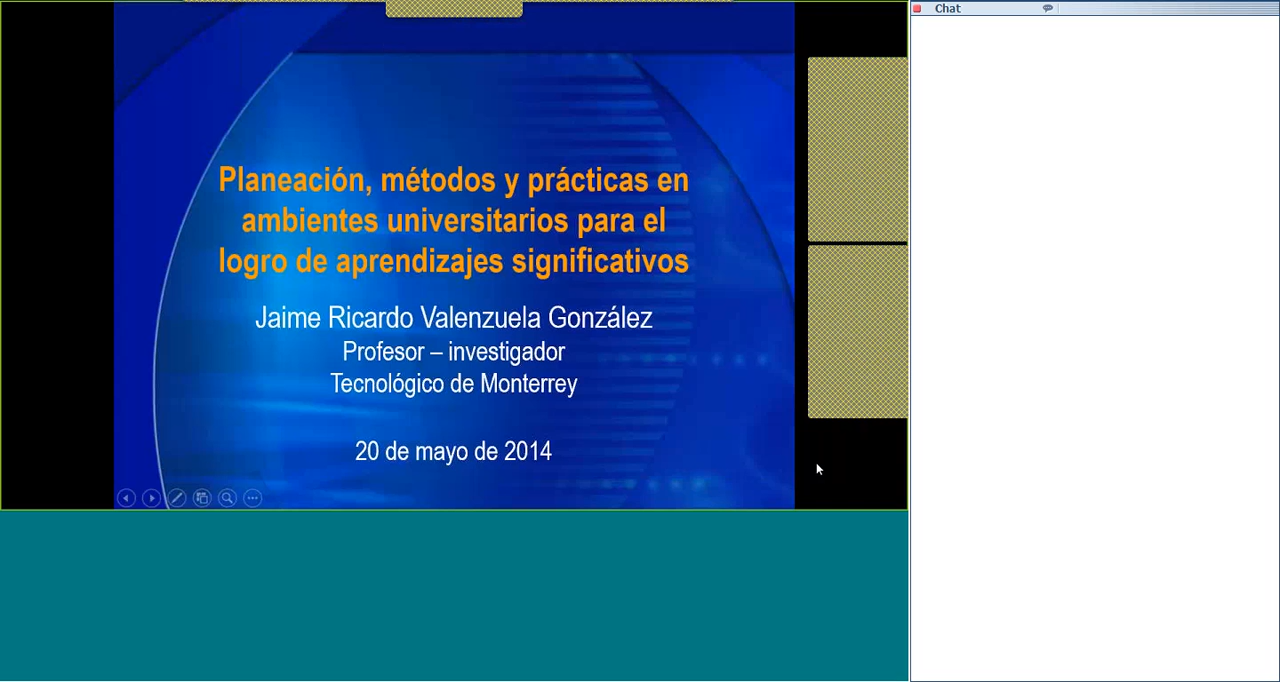 Chat
Planeación, métodos y prácticas en
ambientes universitarios para el
logro de aprendizajes significativos
Jaime Ricardo Valenzuela González
Profesor – investigador
Tecnológico de Monterrey
20 de mayo de 2014